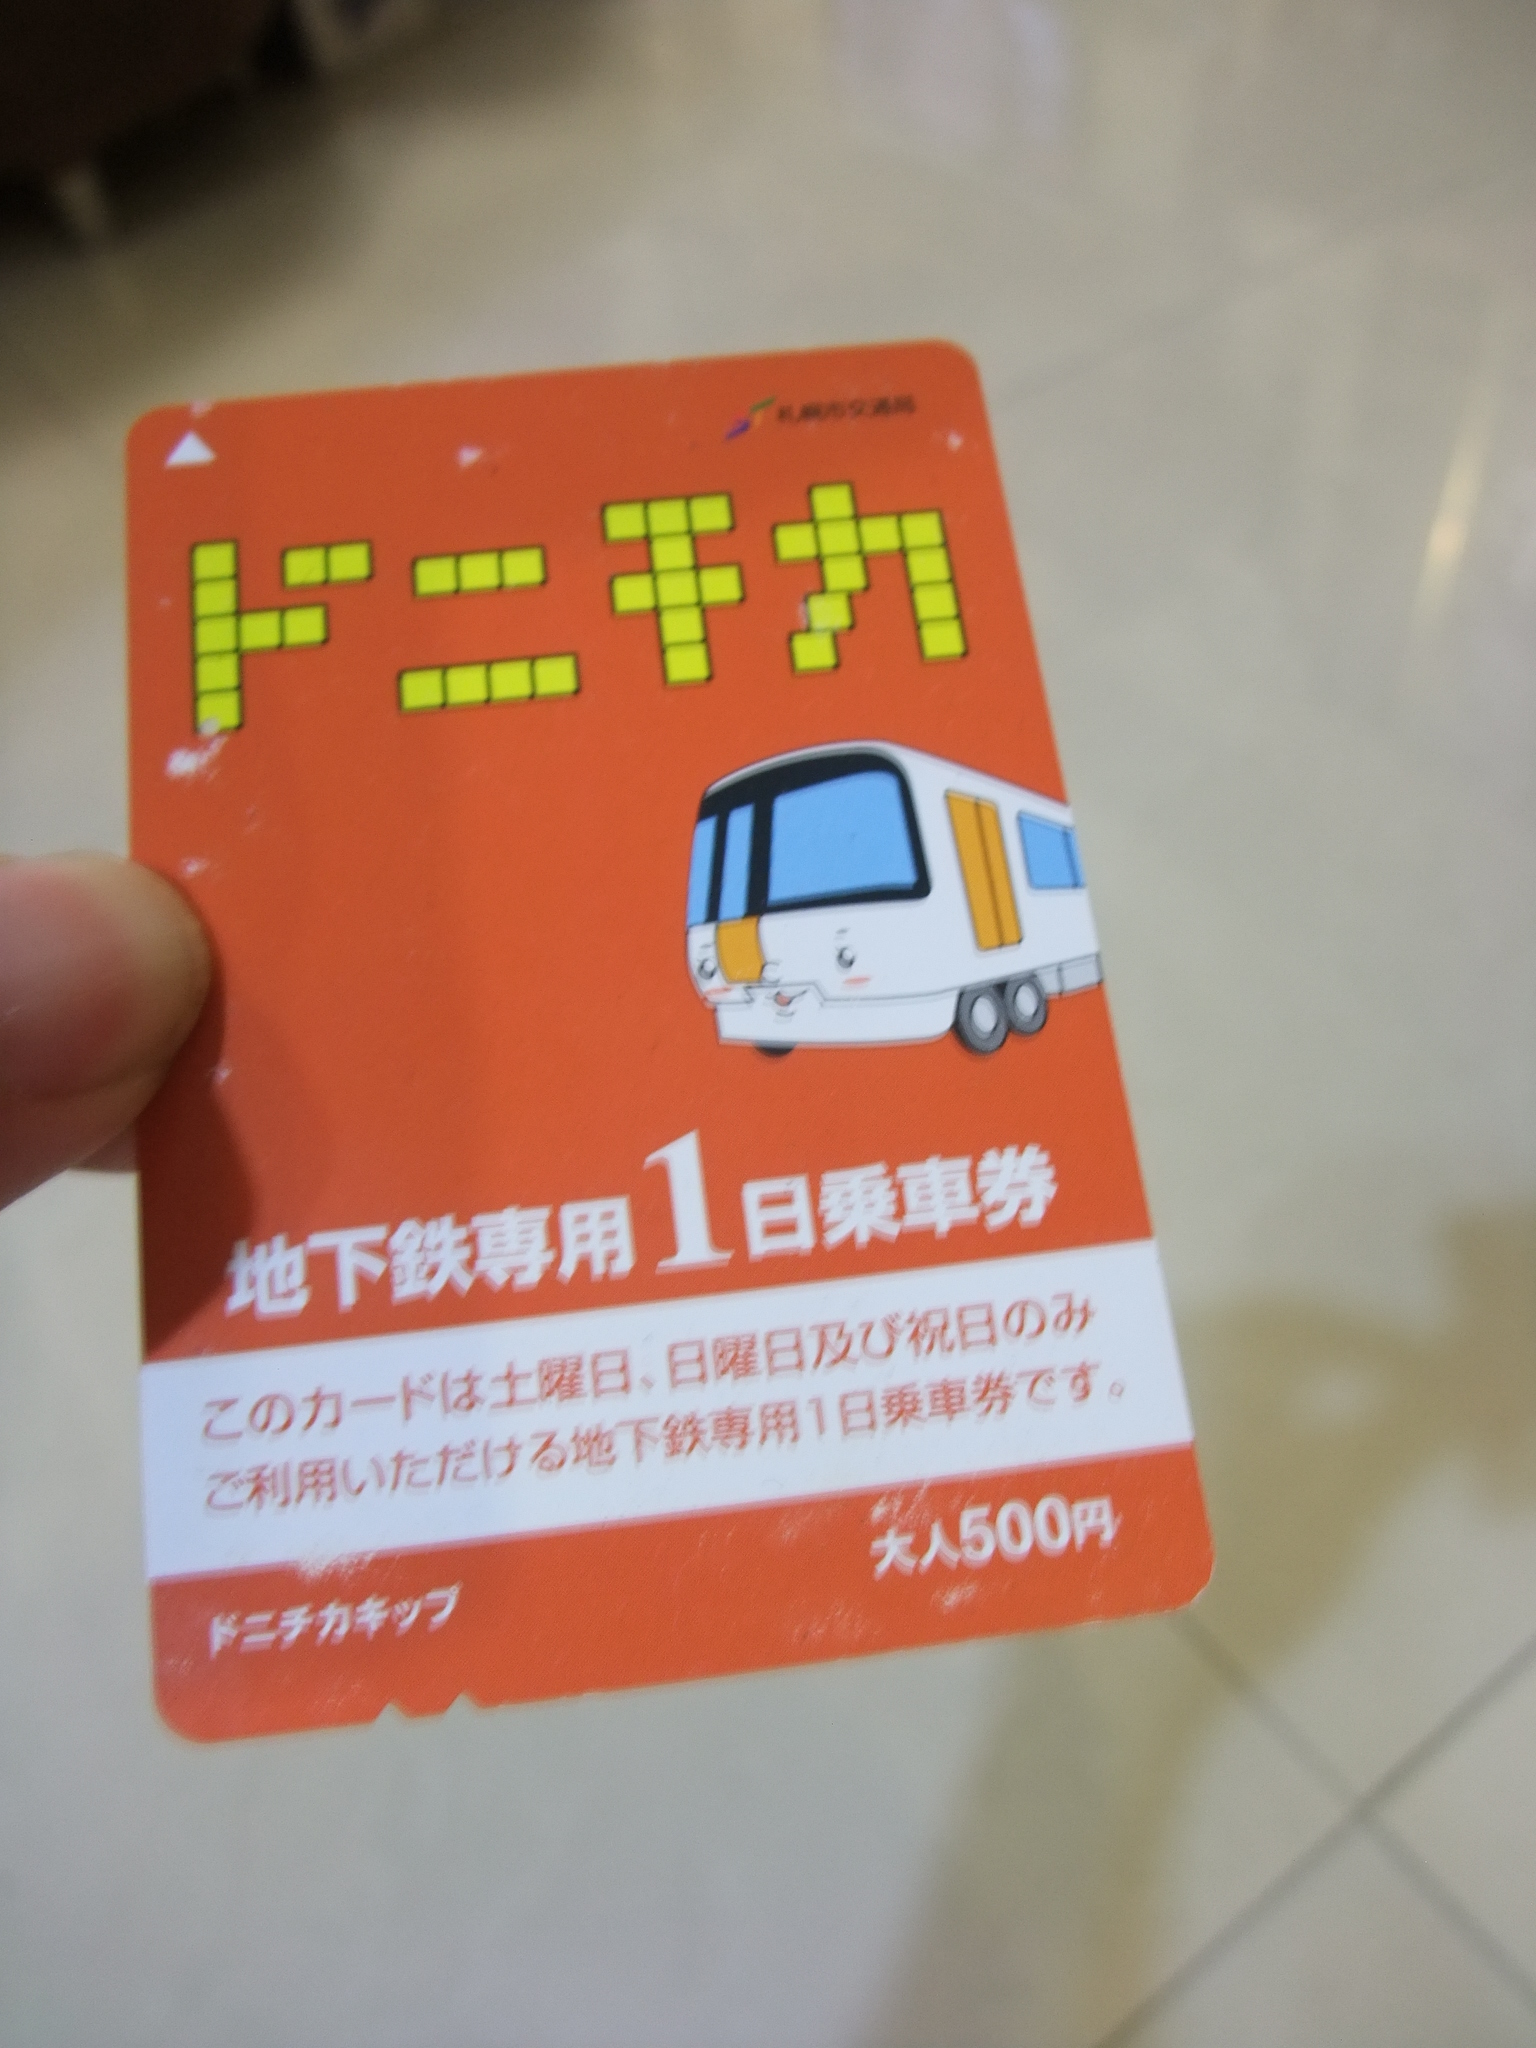 札幌市交通局
ドニチカ
地下鉄専用1日乗車券
このカードは土曜日、日曜日及び祝日のみ
ご利用いただける地下鉄専用1日乗車券です。
大人500円
ドニチカキップ